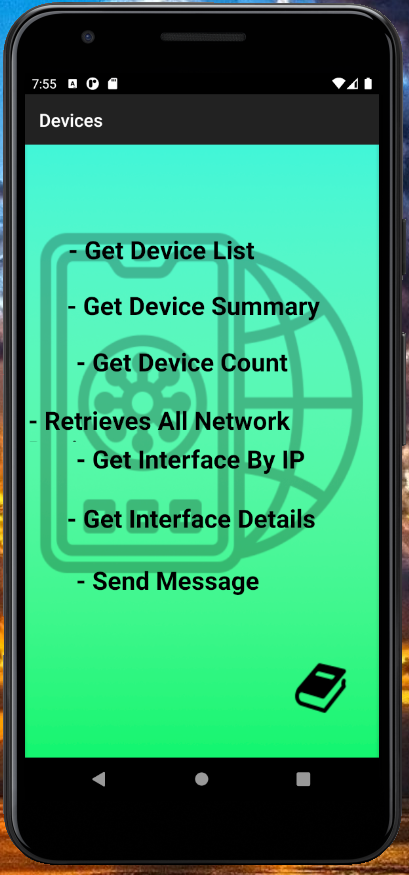 7:55
Devices
- Get Device List
- Get Device Summary
- Get Device Count
- Retrieves All Network
- Get Interface By IP
- Get Interface Details
- Send Message